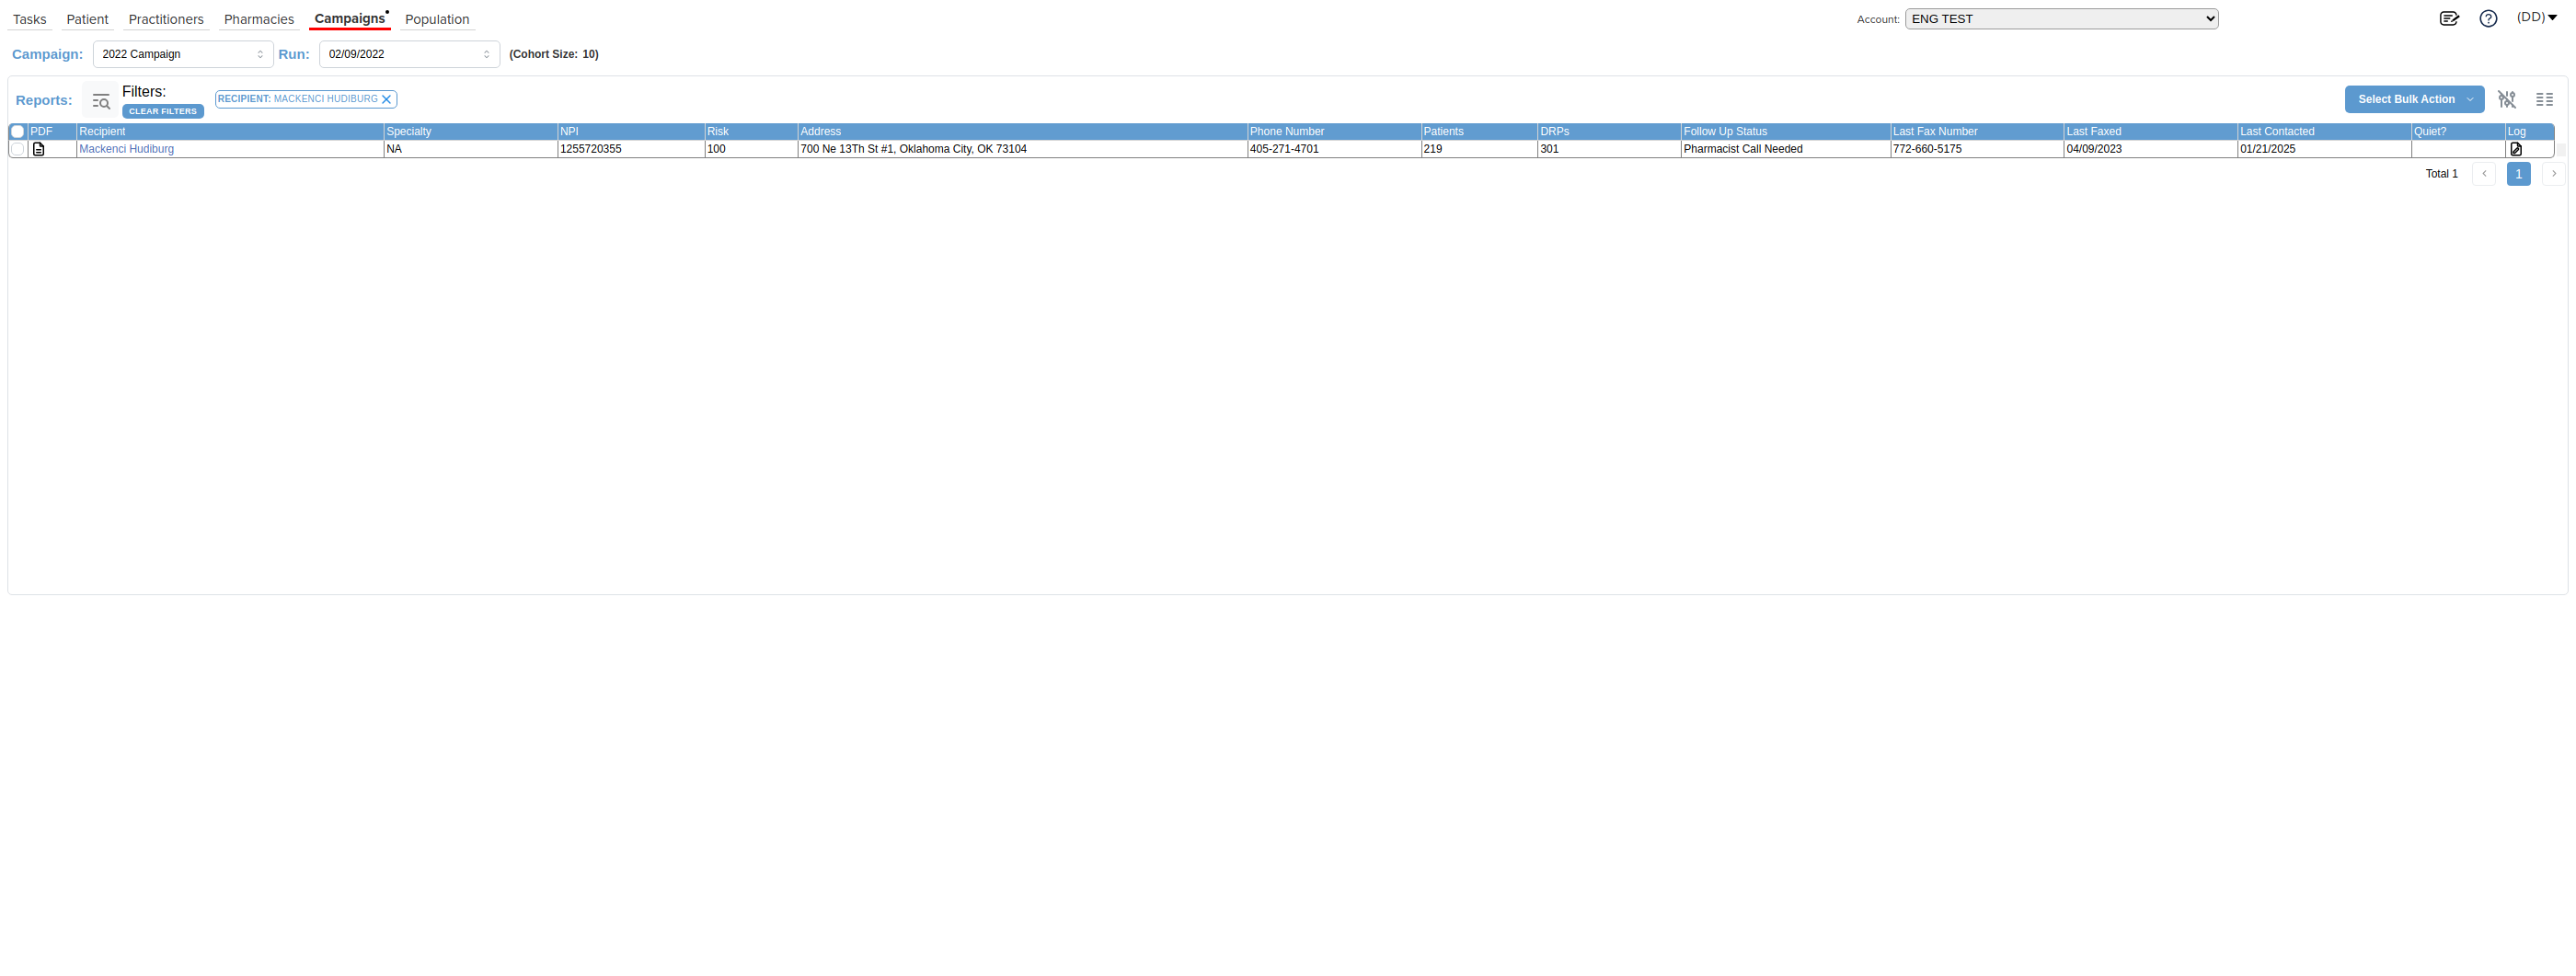 Tasks Patient Practitioners Pharmacies Campaigns Population Account: ENG TEST (DD)
Campaign: 2022 Campaign Run: 02/09/2022 (Cohort Size: 10)
Reports: Filters: CLEAR FILTERS RECIPIENT: MACKENCI HUDIBURG Select Bulk Action
PDF Recipient Specialty NPI Risk Address Phone Number Patients DRPs Follow Up Status Last Fax Number Last Faxed Last Contacted Quiet? Log
Mackenci Hudiburg NA 1255720355 100 700 Ne 13Th St #1, Oklahoma City, OK 73104 405-271-4701 219 301 Pharmacist Call Needed 772-660-5175 04/09/2023 01/21/2025
Total 1 1